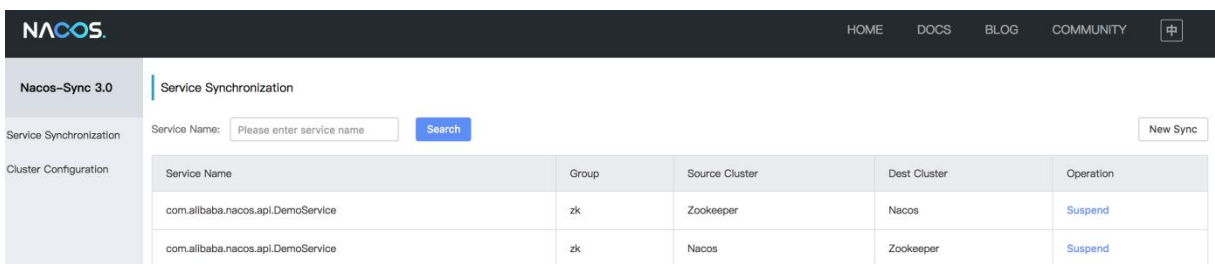 NACOS.
HOME DOCS BLOG COMMUNITY 中
Nacos-Sync 3.0
Service Synchronization
Cluster Configuration
Service Synchronization
Service Name: Please enter service name Search New Sync
Service Name Group Source Cluster Dest Cluster Operation
com.alibaba.nacos.api.DemoService zk Zookeeper Nacos Suspend
com.alibaba.nacos.api.DemoService zk Nacos Zookeeper Suspend